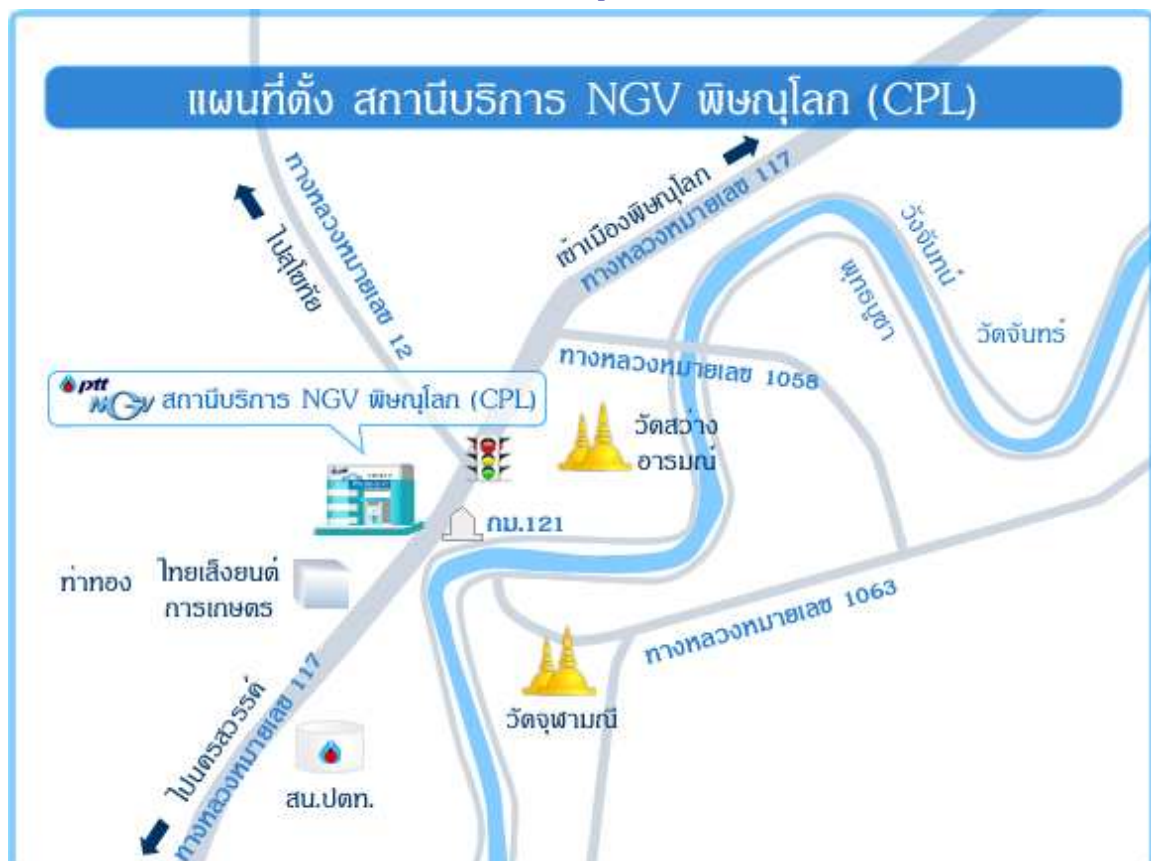 แผนที่ตั้ง สถานีบริการ NGV พิษณุโลก (CPL)
ทางหลวงหมายเลข 117
เข้าเมืองพิษณุโลก
ทางหลวงหมายเลข 12
ไปสุโขทัย
วังจันทน์
พุทธบูชา
วัดจันทร์
ทางหลวงหมายเลข 1058
ptt
NGV สถานีบริการ NGV พิษณุโลก (CPL)
วัดสว่าง
อารมณ์
กม.121
ท่าทอง
ไทยเส็งยนต์
การเกษตร
ทางหลวงหมายเลข 1063
วัดจุฬามณี
ไปนครสวรรค์
ทางหลวงหมายเลข 117
สน.ปตท.